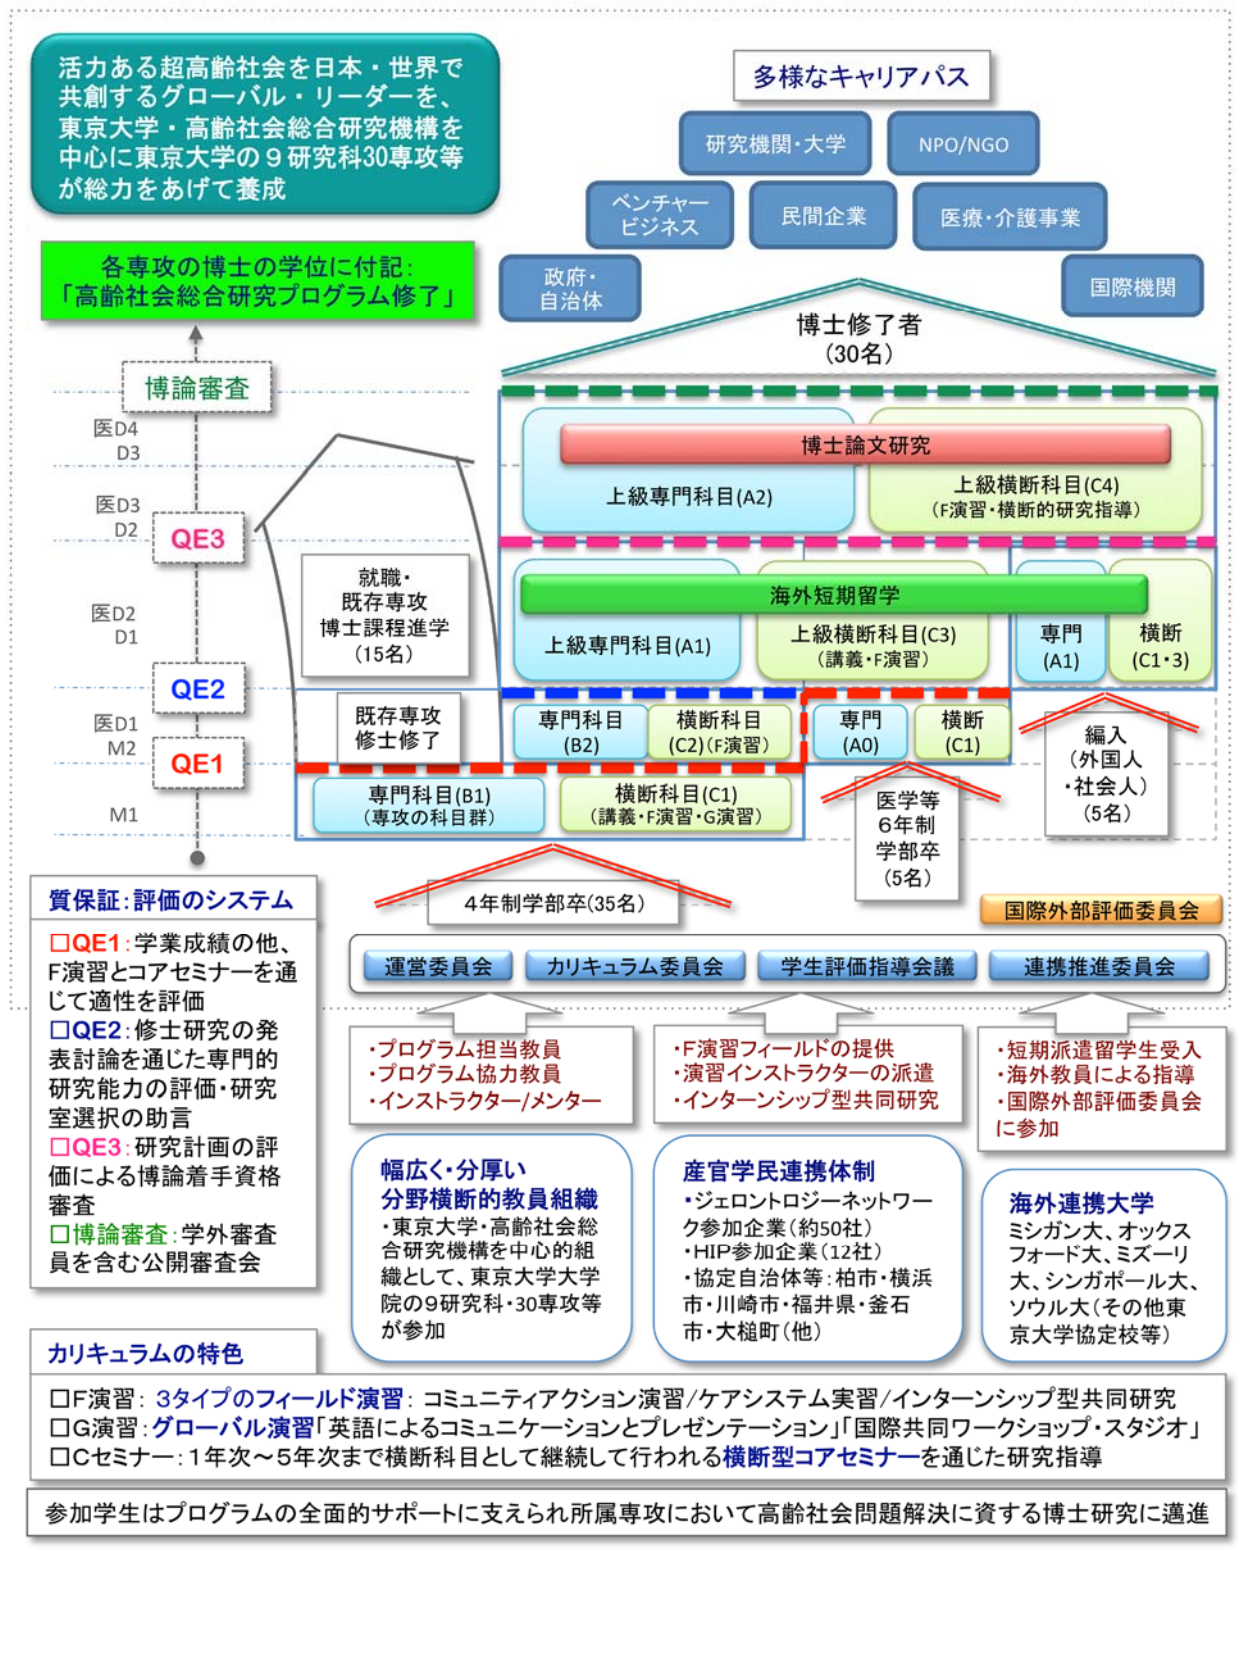 活力ある超高齢社会を日本・世界で
共創するグローバル・リーダーを、
東京大学・高齢社会総合研究機構を
中心に東京大学の９研究科30専攻等
が総力をあげて養成
多様なキャリアパス
研究機関・大学
NPO/NGO
ベンチャー
ビジネス
民間企業
医療・介護事業
政府・
自治体
国際機関
各専攻の博士の学位に付記：
「高齢社会総合研究プログラム修了」
博士修了者
（30名）
博論審査
医D4
D3
博士論文研究
上級専門科目(A2)
上級横断科目(C4)
（F演習・横断的研究指導）
医D3
D2
QE3
就職・
既存専攻
博士課程進学
（15名）
海外短期留学
上級専門科目(A1)
上級横断科目(C3)
（講義・F演習）
専門
(A1)
横断
(C1・3)
医D2
D1
QE2
既存専攻
修士修了
専門科目
(B2)
横断科目
(C2)（F演習）
専門
(A0)
横断
(C1)
医D1
M2
QE1
編入
（外国人
・社会人）
（5名）
専門科目(B1)
（専攻の科目群）
横断科目(C1)
（講義・F演習・G演習）
M1
医学等
６年制
学部卒
（5名）
４年制学部卒(35名)
国際外部評価委員会
運営委員会
カリキュラム委員会
学生評価指導会議
連携推進委員会
質保証：評価のシステム
□QE1：学業成績の他、
F演習とコアセミナーを通
じて適性を評価
□QE2：修士研究の発
表討論を通じた専門的
研究能力の評価・研究
室選択の助言
□QE3：研究計画の評
価による博論着手資格
審査
□博論審査：学外審査
員を含む公開審査会
・プログラム担当教員
・プログラム協力教員
・インストラクター/メンター
・F演習フィールドの提供
・演習インストラクターの派遣
・インターンシップ型共同研究
・短期派遣留学生受入
・海外教員による指導
・国際外部評価委員会
に参加
幅広く・分厚い
分野横断的教員組織
・東京大学・高齢社会総
合研究機構を中心的組
織として、東京大学大学
院の９研究科・30専攻等
が参加
産官学民連携体制
・ジェロントロジーネットワー
ク参加企業（約50社）
・HIP参加企業（12社）
・協定自治体等：柏市・横浜
市・川崎市・福井県・釜石
市・大槌町（他）
海外連携大学
ミシガン大、オックス
フォード大、ミズーリ
大、シンガポール大、
ソウル大（その他東
京大学協定校等）
カリキュラムの特色
□F演習： ３タイプのフィールド演習： コミュニティアクション演習/ケアシステム実習/インターンシップ型共同研究
□G演習：グローバル演習「英語によるコミュニケーションとプレゼンテーション」「国際共同ワークショップ・スタジオ」
□Cセミナー：１年次～５年次まで横断科目として継続して行われる横断型コアセミナーを通じた研究指導
参加学生はプログラムの全面的サポートに支えられ所属専攻において高齢社会問題解決に資する博士研究に邁進